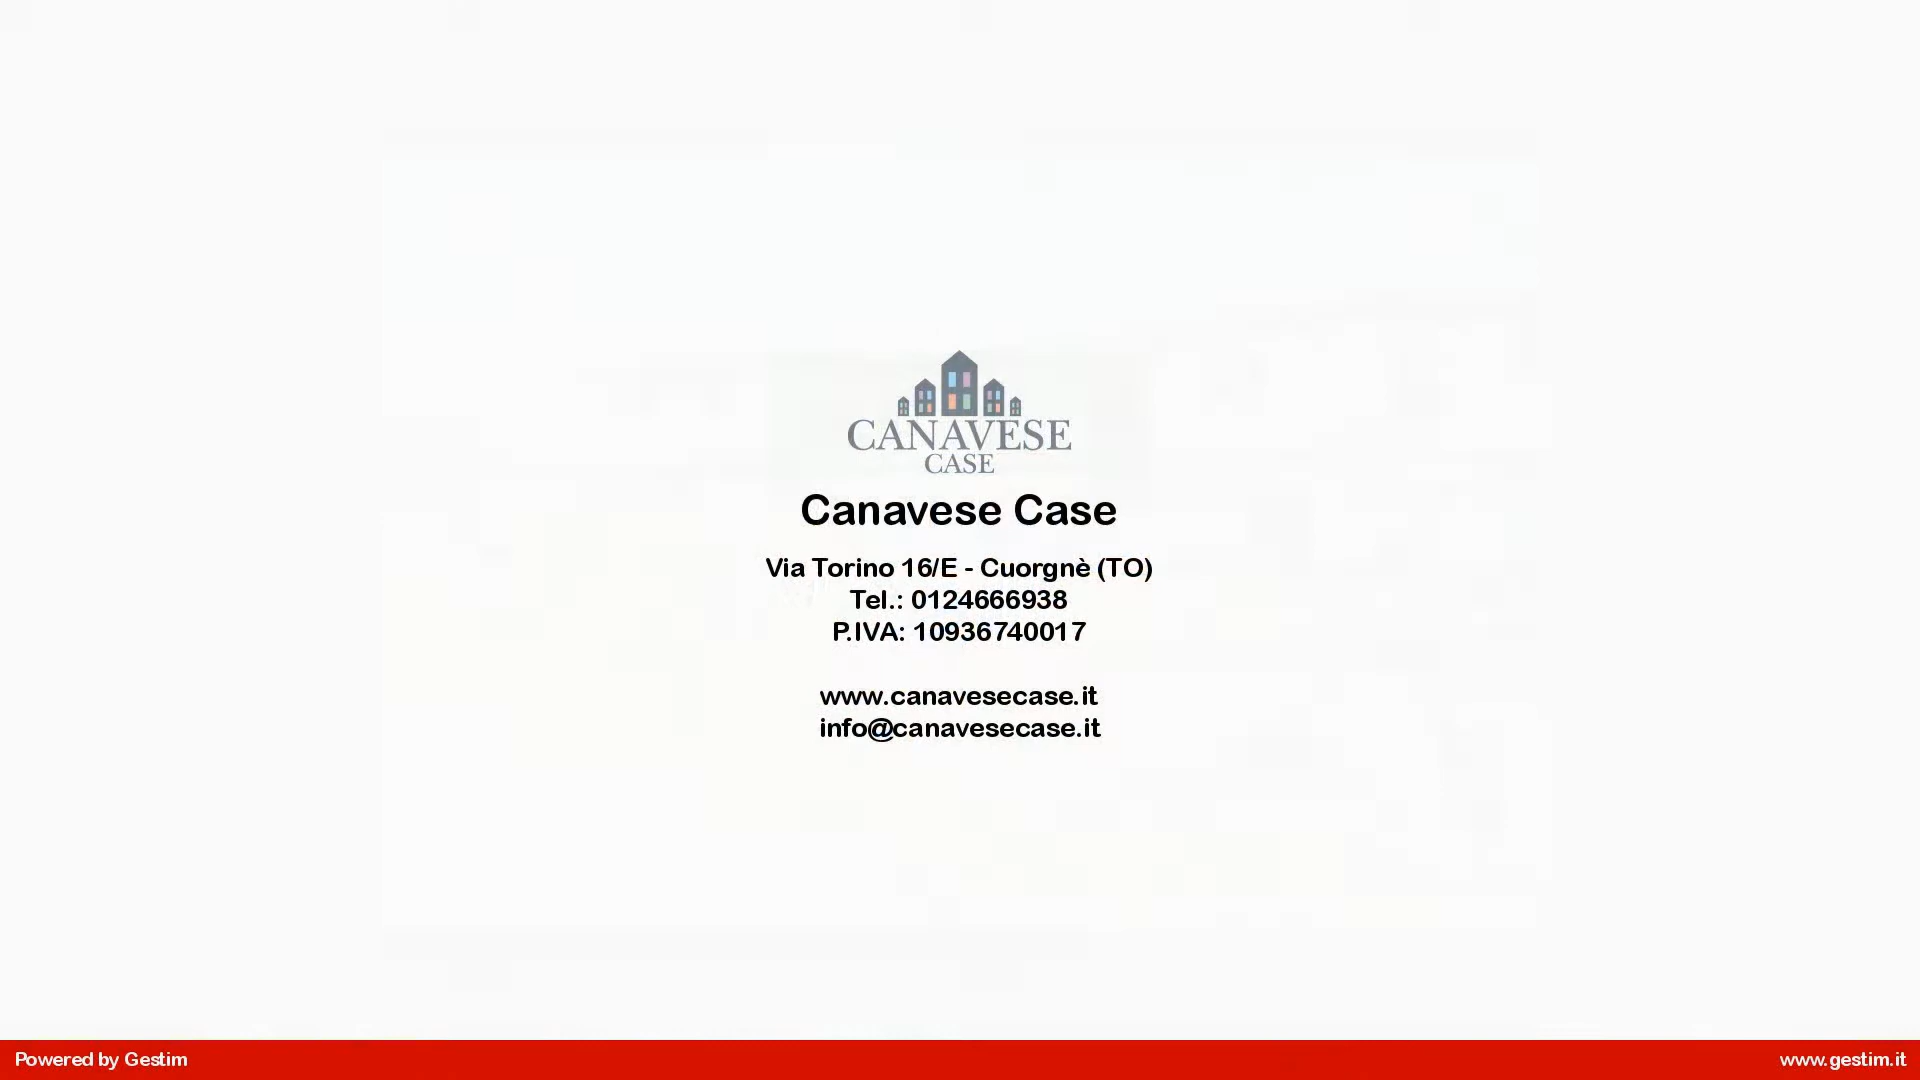 CANAVESE
CASE
Canavese Case
Via Torino 16/E - Cuorgnè (TO)
Tel.: 0124666938
P.IVA: 10936740017
www.canavesecase.it
info@canavesecase.it
Powered by Gestim
www.gestim.it